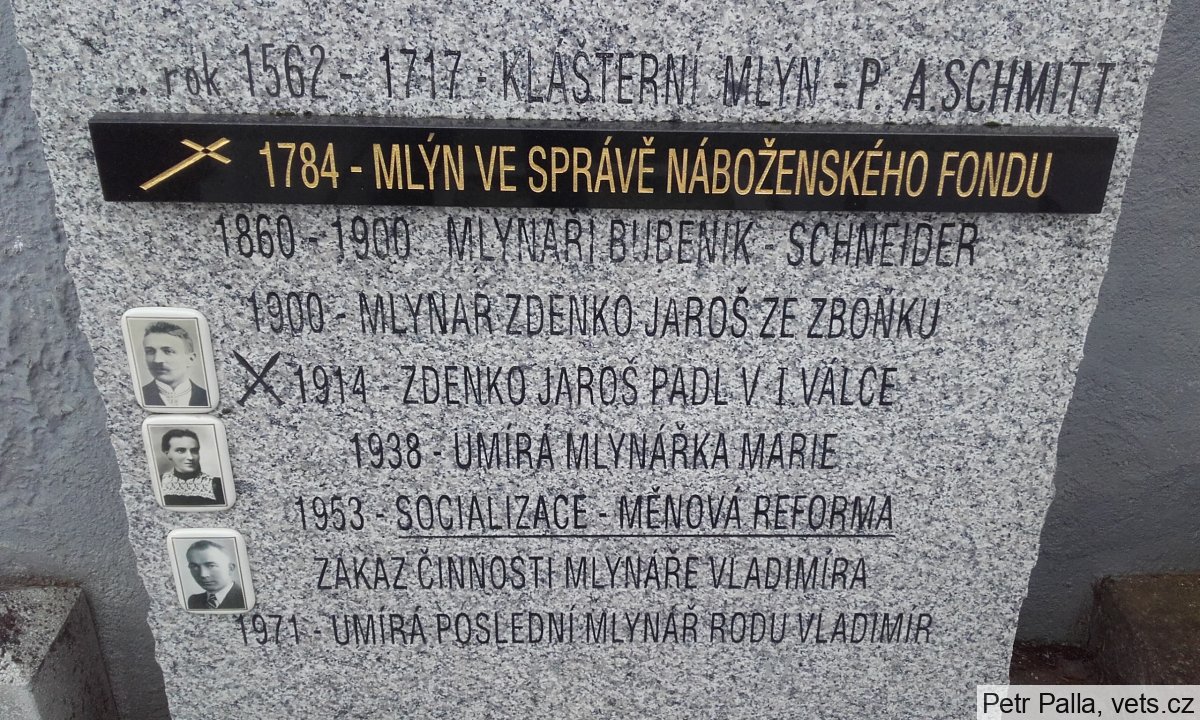 ... rok 1562 - 1717 - KLÁŠTERNÍ MLÝN - P. A. SCHMITT
1784 - MLÝN VE SPRÁVĚ NÁBOŽENSKÉHO FONDU
1860 - 1900 MLYNÁŘI BUBENÍK - SCHNEIDER
1900 - MLYNÁŘ ZDENKO JAROŠ ZE ZBOŇKU
1914 - ZDENKO JAROŠ PADL V I. VÁLCE
1938 - UMÍRÁ MLYNÁŘKA MARIE
1953 - SOCIALIZACE - MĚNOVÁ REFORMA
ZÁKAZ ČINNOSTI MLYNÁŘE VLADIMÍRA
1971 - UMÍRÁ POSLEDNÍ MLYNÁŘ RODU VLADIMÍR
Petr Palla, vets.cz